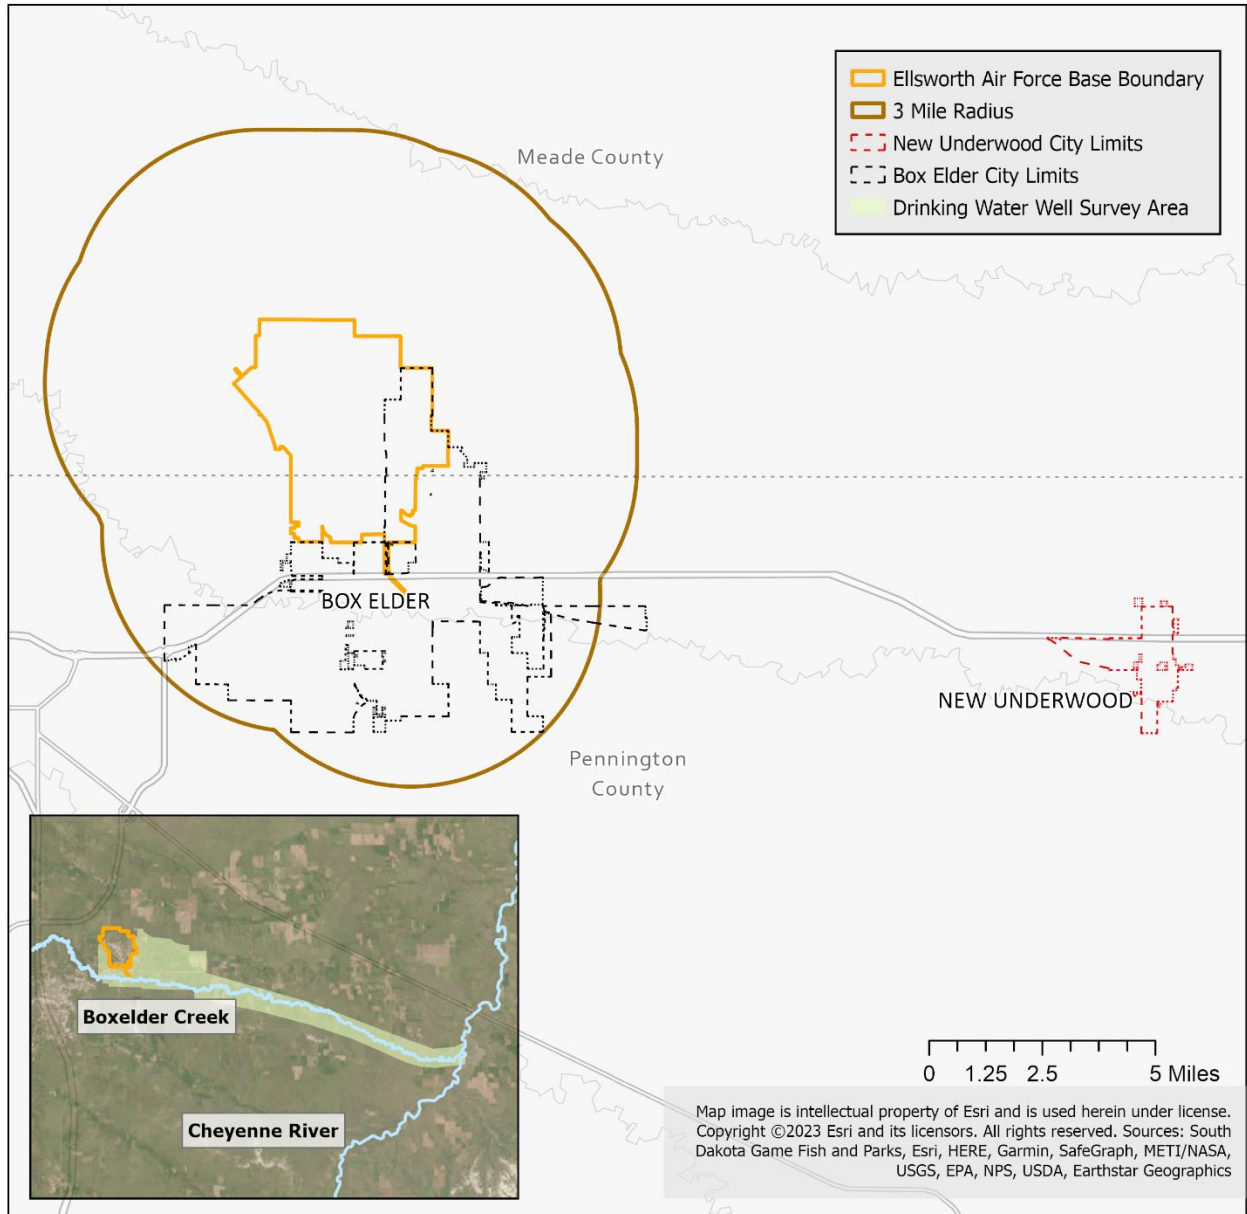 Ellsworth Air Force Base Boundary
3 Mile Radius
New Underwood City Limits
Box Elder City Limits
Drinking Water Well Survey Area
Meade County
BOX ELDER
NEW UNDERWOOD
Pennington
County
Boxelder Creek
Cheyenne River
0 1.25 2.5 5 Miles
Map image is intellectual property of Esri and is used herein under license.
Copyright ©2023 Esri and its licensors. All rights reserved. Sources: South
Dakota Game Fish and Parks, Esri, HERE, Garmin, SafeGraph, METI/NASA,
USGS, EPA, NPS, USDA, Earthstar Geographics